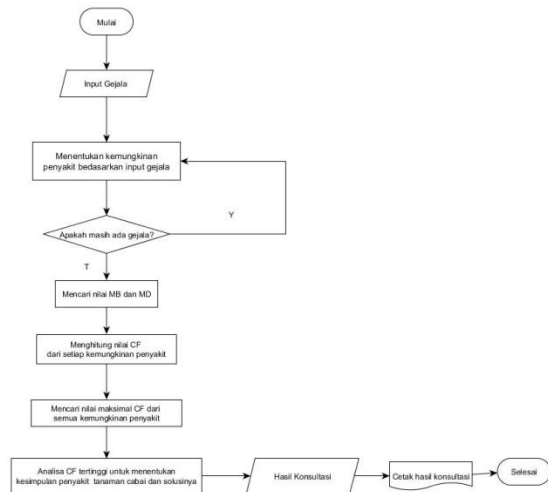 Mulai
Input Gejala
Menentukan kemungkinan
penyakit bedasarkan input gejala
Apakah masih ada gejala?
Y
T
Mencari nilai MB dan MD
Menghitung nilai CF
dari setiap kemungkinan penyakit
Mencari nilai maksimal CF dari
semua kemungkinan penyakit
Analisa CF tertinggi untuk menentukan
kesimpulan penyakit tanaman cabai dan solusinya
Hasil Konsultasi
Cetak hasil konsultasi
Selesai